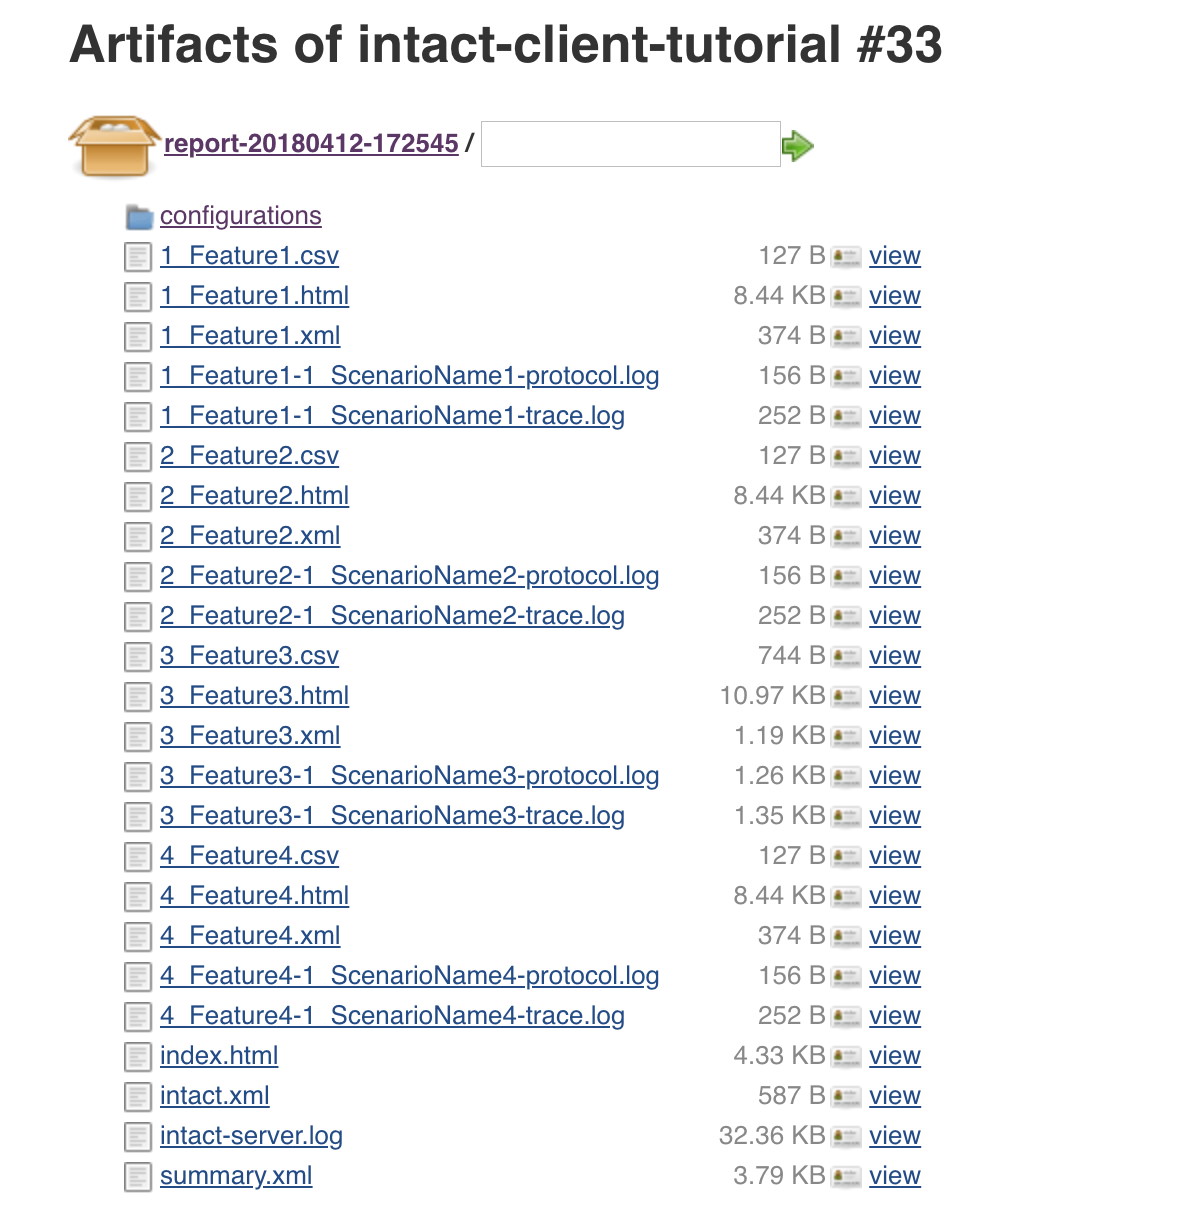 Artifacts of intact-client-tutorial #33
report-20180412-172545 /
configurations
1_Feature1.csv 127 B view
1_Feature1.html 8.44 KB view
1_Feature1.xml 374 B view
1_Feature1-1_ScenarioName1-protocol.log 156 B view
1_Feature1-1_ScenarioName1-trace.log 252 B view
2_Feature2.csv 127 B view
2_Feature2.html 8.44 KB view
2_Feature2.xml 374 B view
2_Feature2-1_ScenarioName2-protocol.log 156 B view
2_Feature2-1_ScenarioName2-trace.log 252 B view
3_Feature3.csv 744 B view
3_Feature3.html 10.97 KB view
3_Feature3.xml 1.19 KB view
3_Feature3-1_ScenarioName3-protocol.log 1.26 KB view
3_Feature3-1_ScenarioName3-trace.log 1.35 KB view
4_Feature4.csv 127 B view
4_Feature4.html 8.44 KB view
4_Feature4.xml 374 B view
4_Feature4-1_ScenarioName4-protocol.log 156 B view
4_Feature4-1_ScenarioName4-trace.log 252 B view
index.html 4.33 KB view
intact.xml 587 B view
intact-server.log 32.36 KB view
summary.xml 3.79 KB view